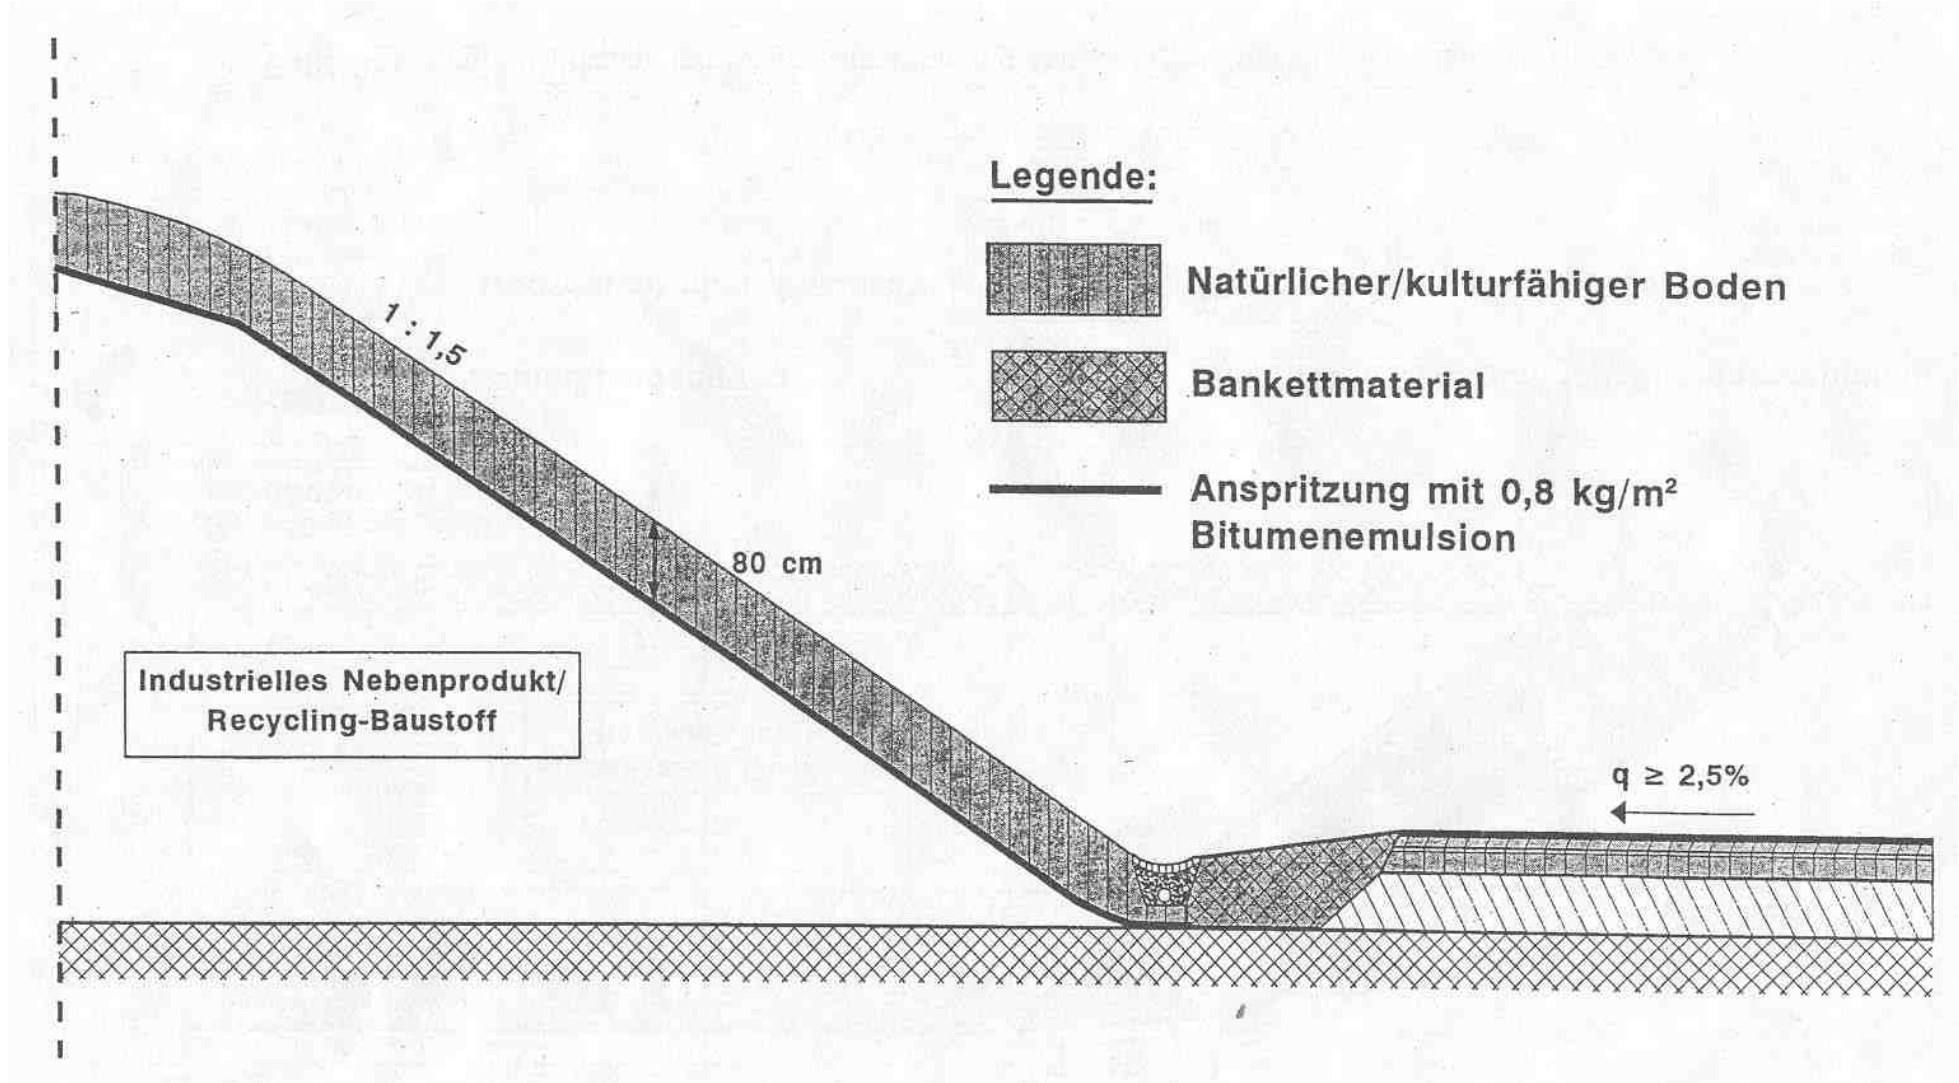 Legende:
Natürlicher/kulturfähiger Boden
1 : 1,5
Bankettmaterial
Anspritzung mit 0,8 kg/m²
Bitumenemulsion
80 cm
Industrielles Nebenprodukt/
Recycling-Baustoff
q ≥ 2,5%